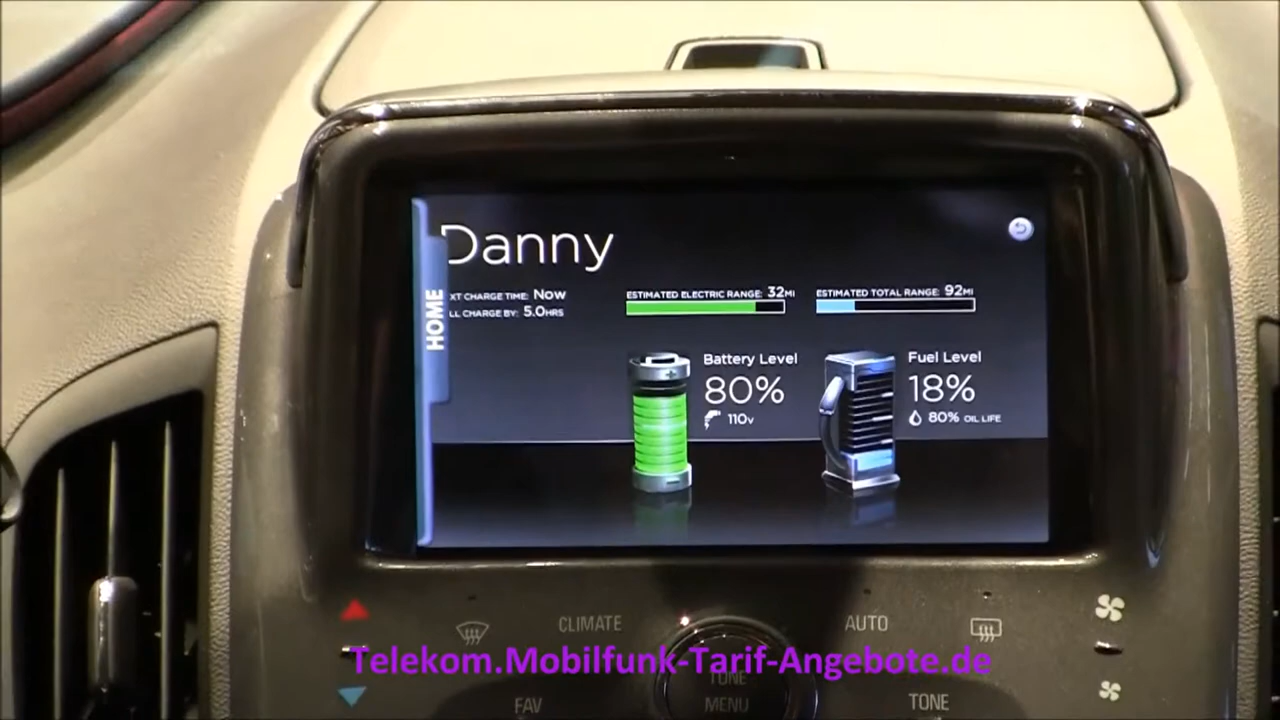 Danny
HOME
XT CHARGE TIME: Now
LL CHARGE BY: 5.0HRS
ESTIMATED ELECTRIC RANGE: 32MI
ESTIMATED TOTAL RANGE: 92MI
Battery Level
80%
110v
Fuel Level
18%
80% OIL LIFE
CLIMATE
AUTO
Telekom.Mobilfunk-Tarif-Angebote.de
TUNE
FAV
MENU
TONE